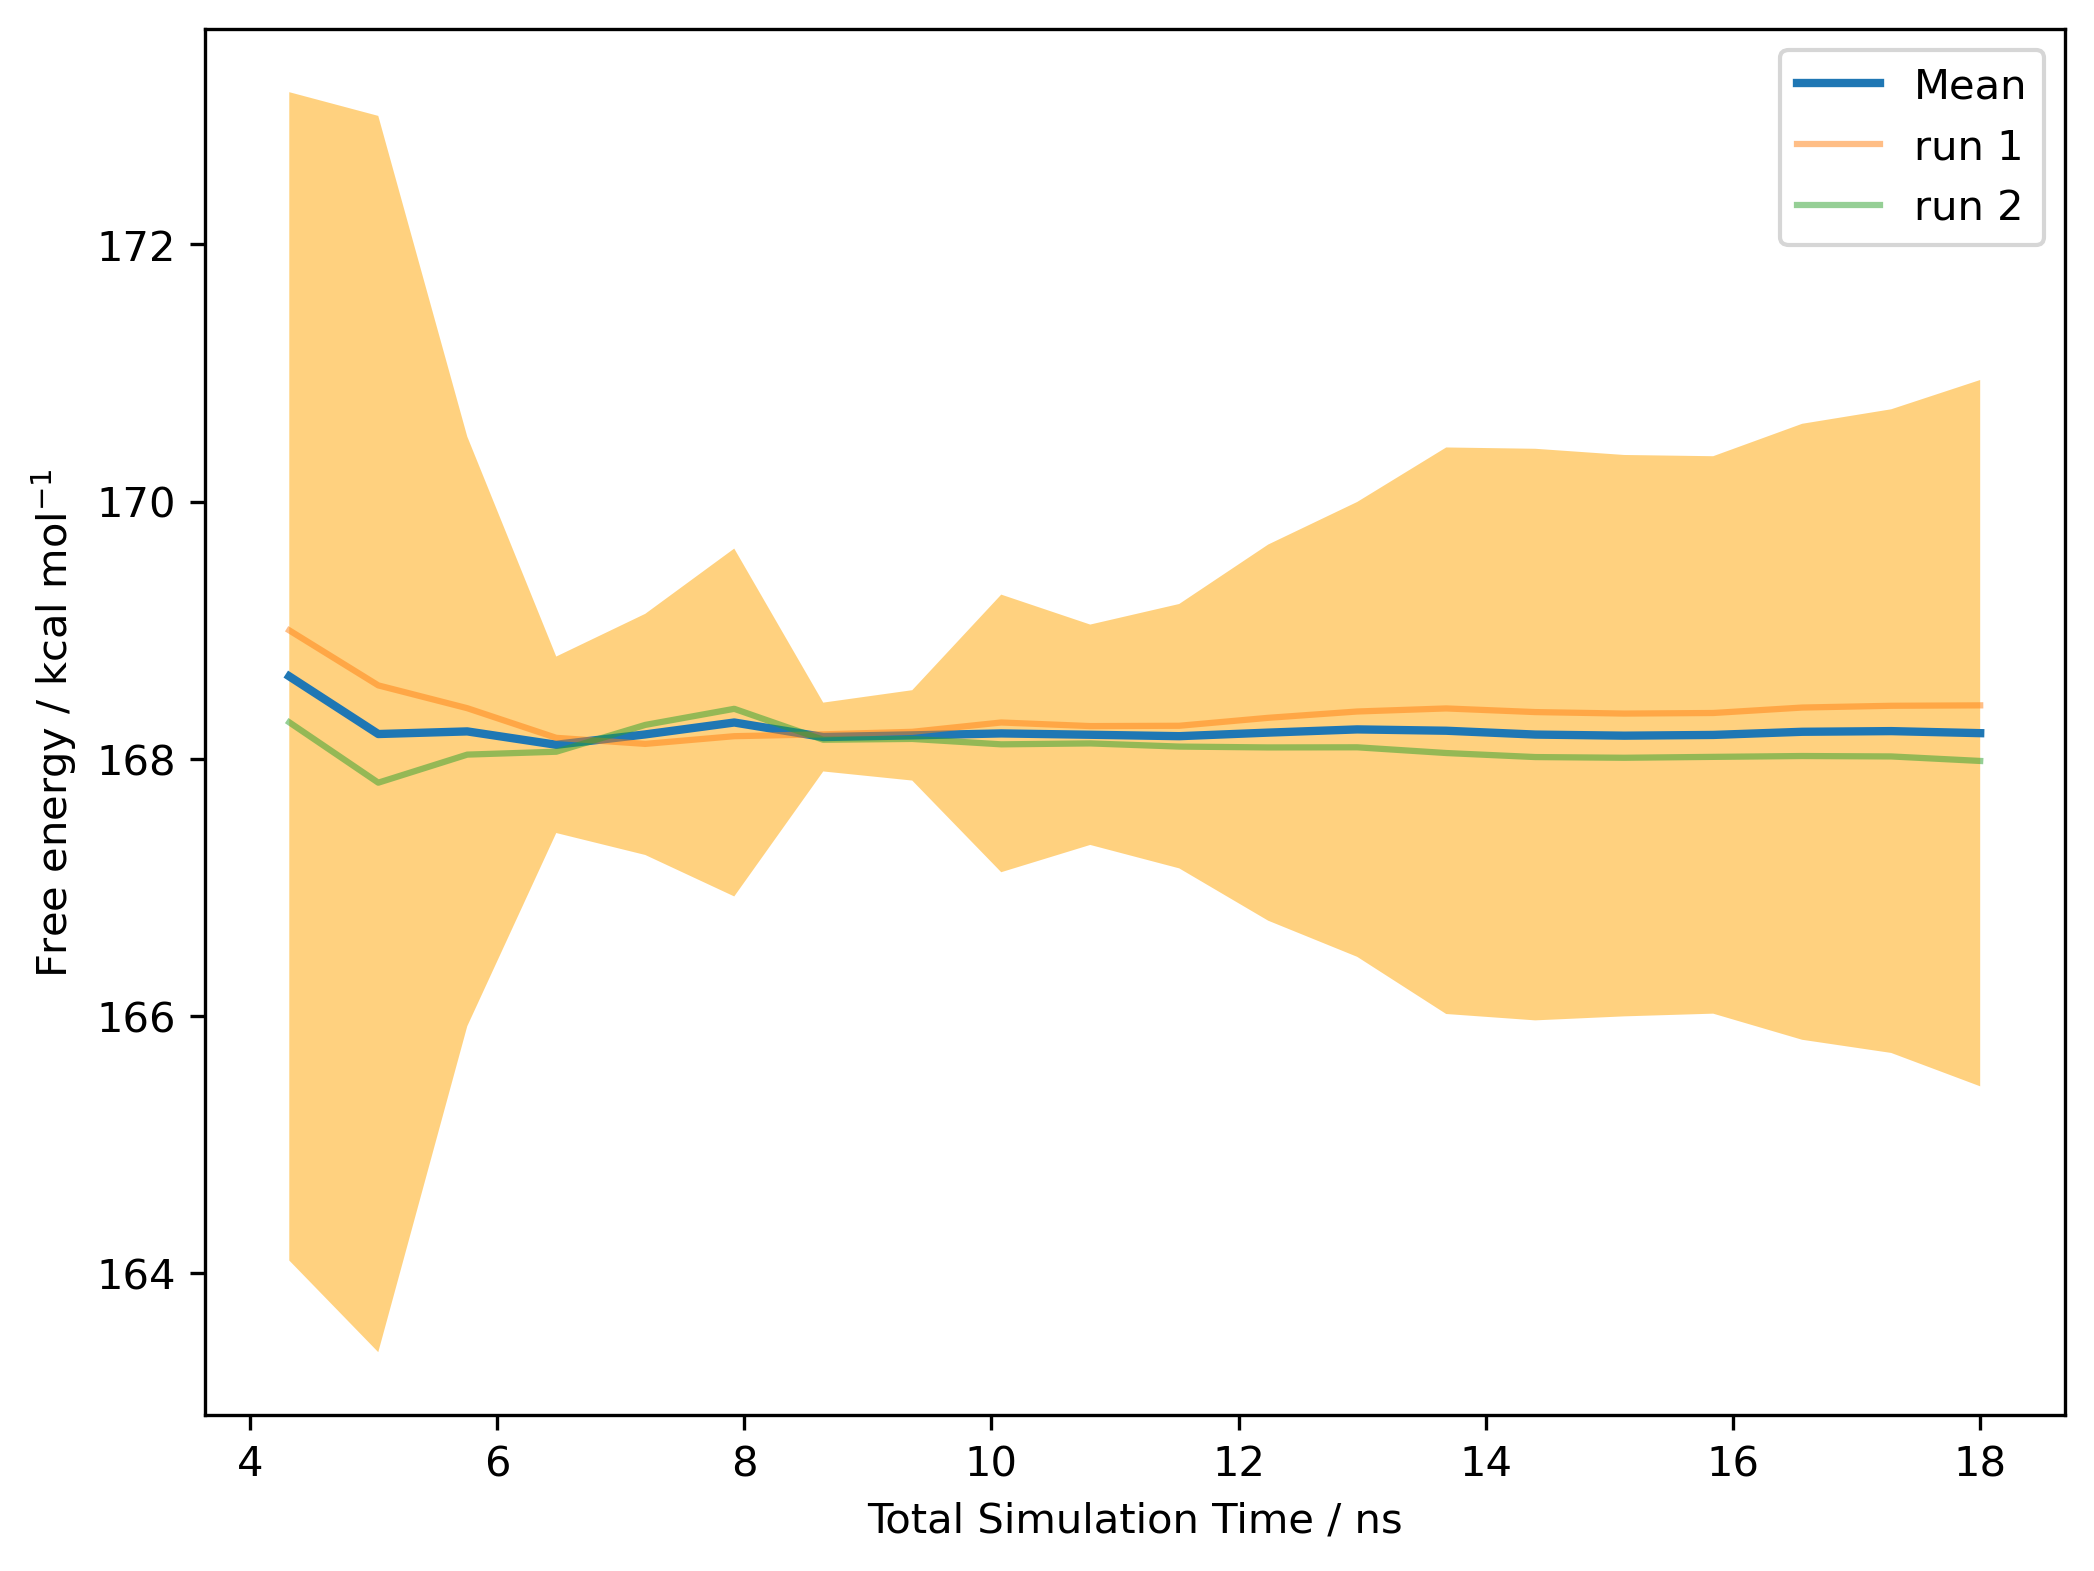 Mean
run 1
run 2
172
170
168
166
164
Free energy / kcal mol⁻¹
4 6 8 10 12 14 16 18
Total Simulation Time / ns